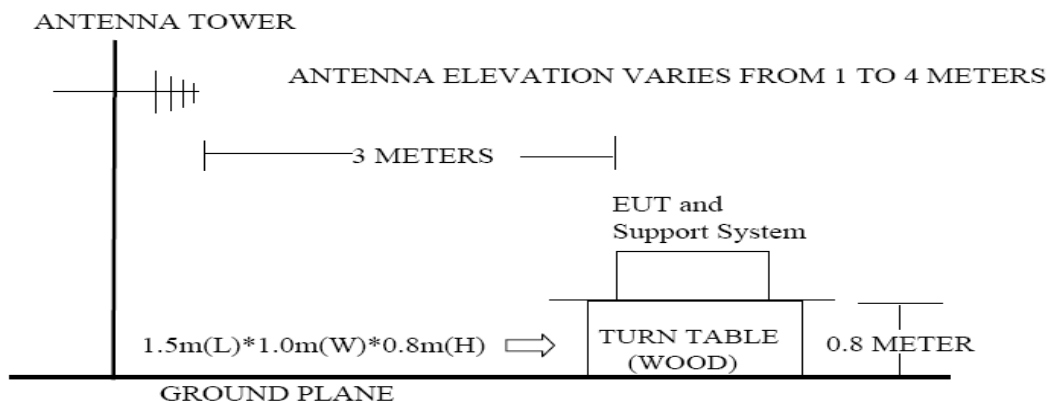 ANTENNA TOWER
ANTENNA ELEVATION VARIES FROM 1 TO 4 METERS
3 METERS
EUT and
Support System
1.5m(L)*1.0m(W)*0.8m(H)
TURN TABLE
(WOOD)
0.8 METER
GROUND PLANE